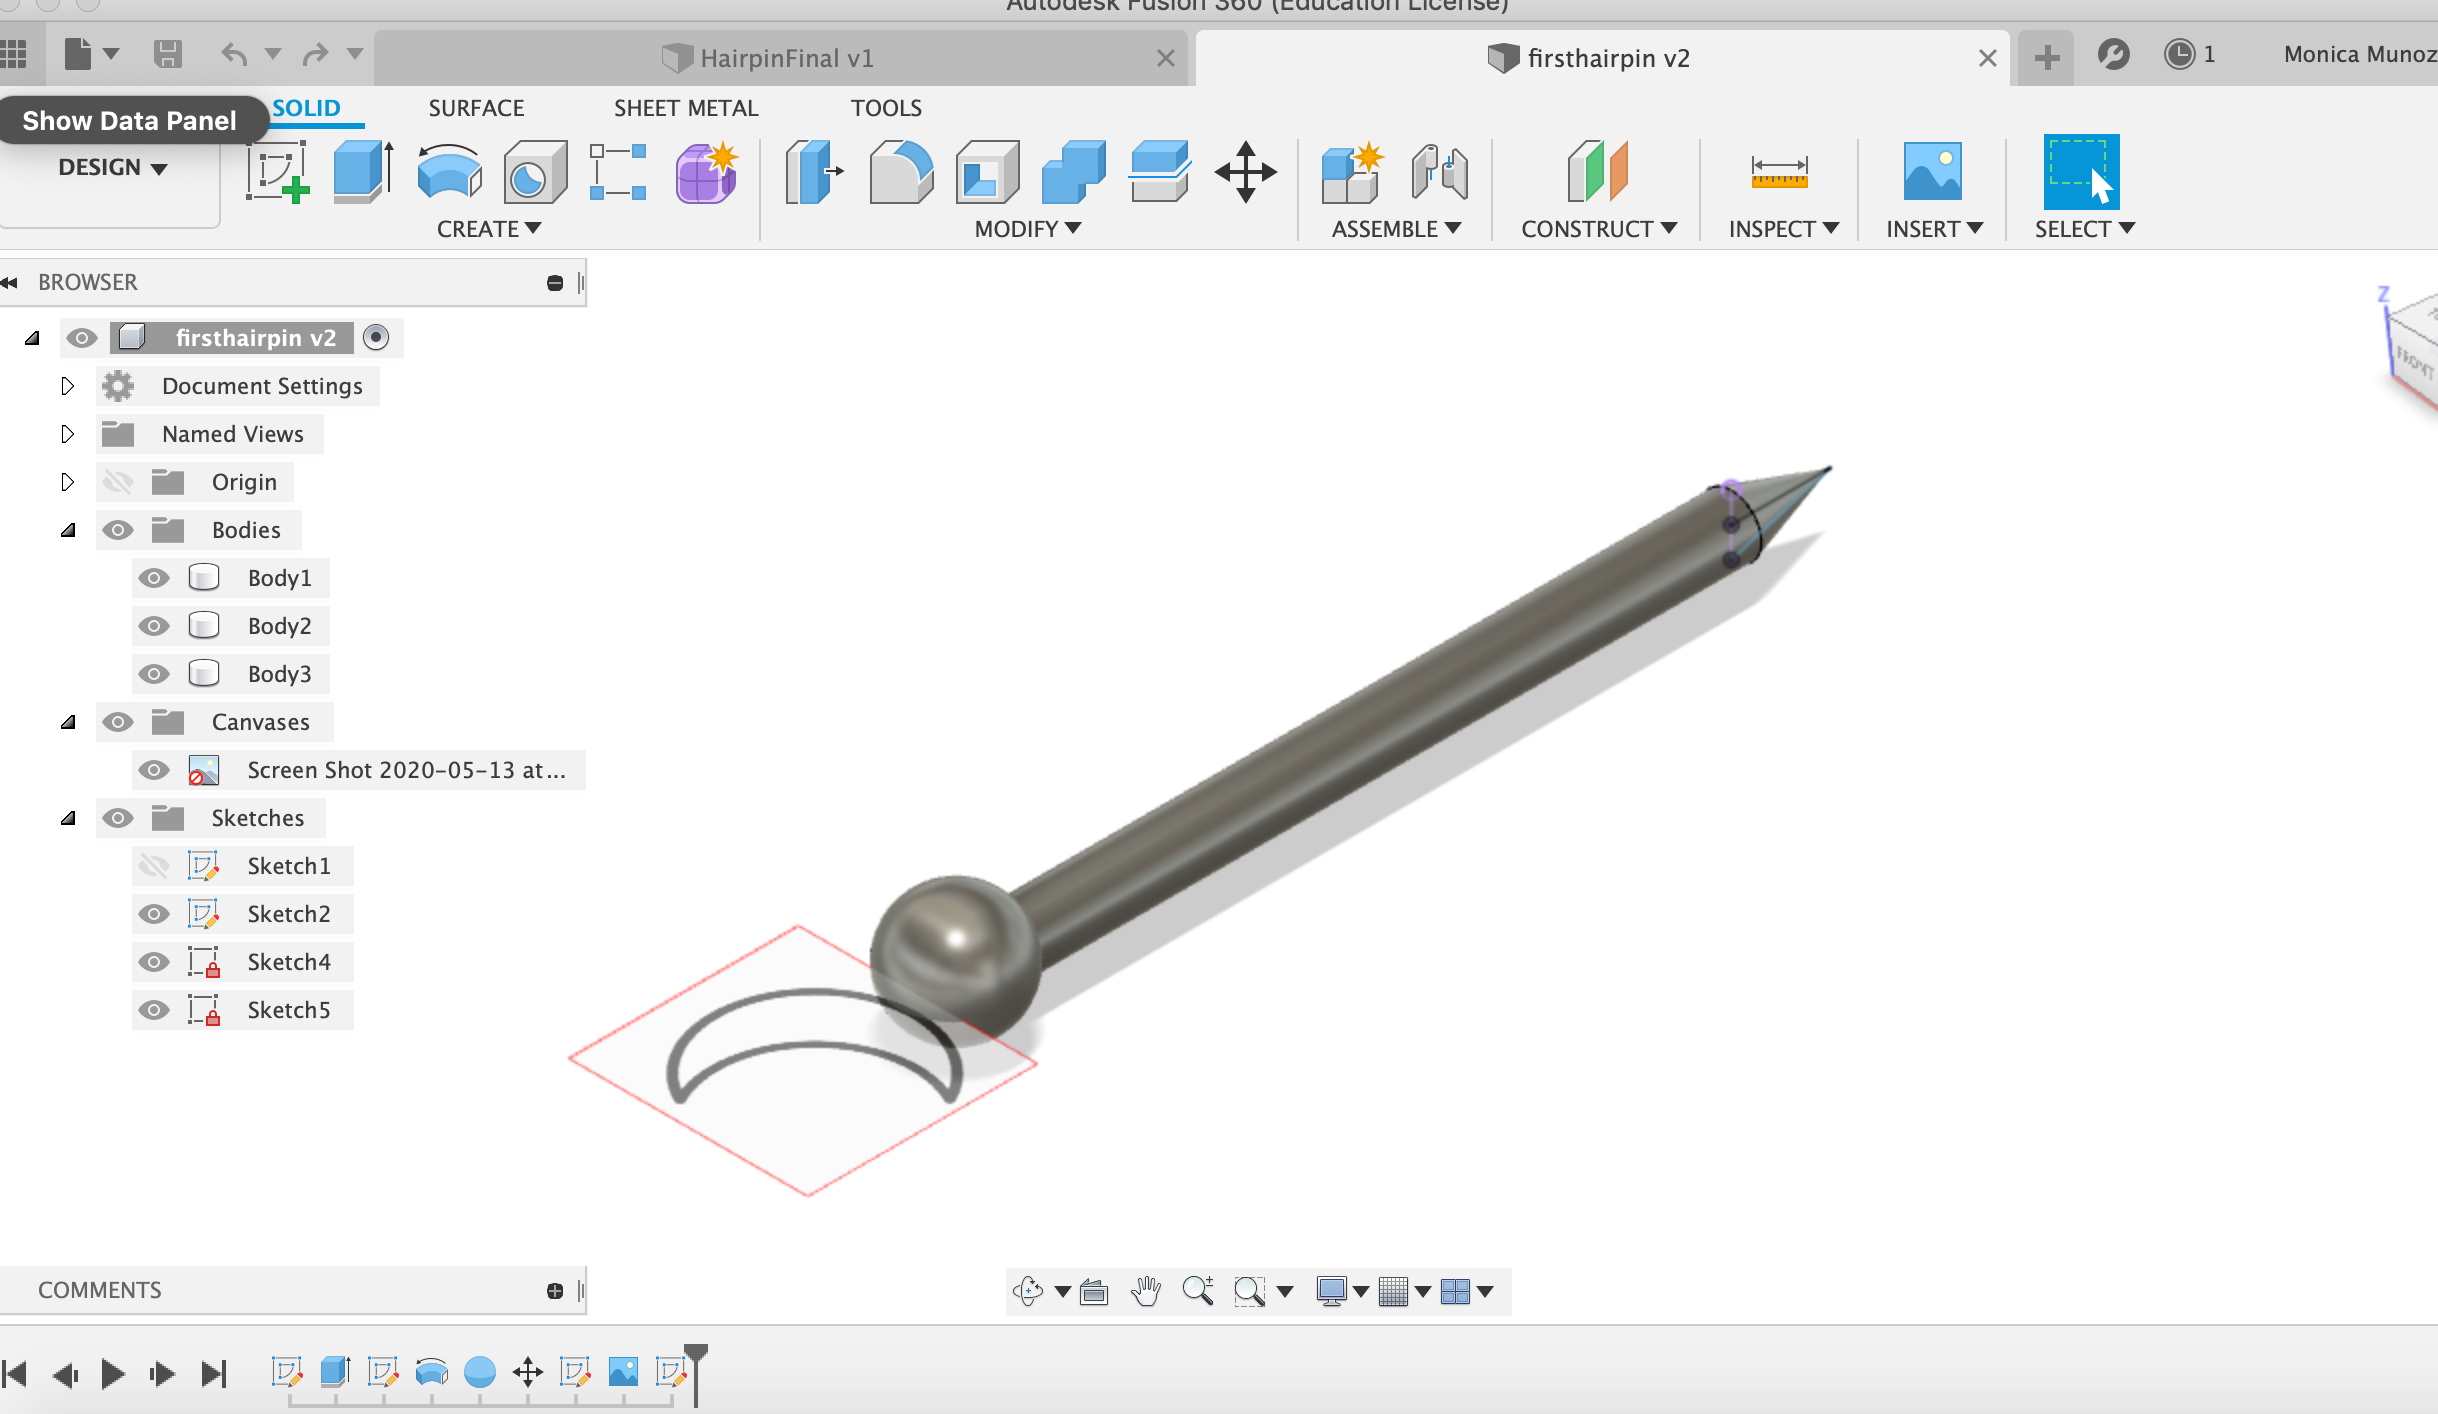 Autodesk Fusion 360 (Education License)
HairpinFinal v1
firsthairpin v2
1
Monica Munoz
Show Data Panel
SOLID
SURFACE
SHEET METAL
TOOLS
DESIGN
CREATE
MODIFY
ASSEMBLE
CONSTRUCT
INSPECT
INSERT
SELECT
BROWSER
firsthairpin v2
Document Settings
Named Views
Origin
Bodies
Body1
Body2
Body3
Canvases
Screen Shot 2020-05-13 at...
Sketches
Sketch1
Sketch2
Sketch4
Sketch5
Z
FRONT
COMMENTS